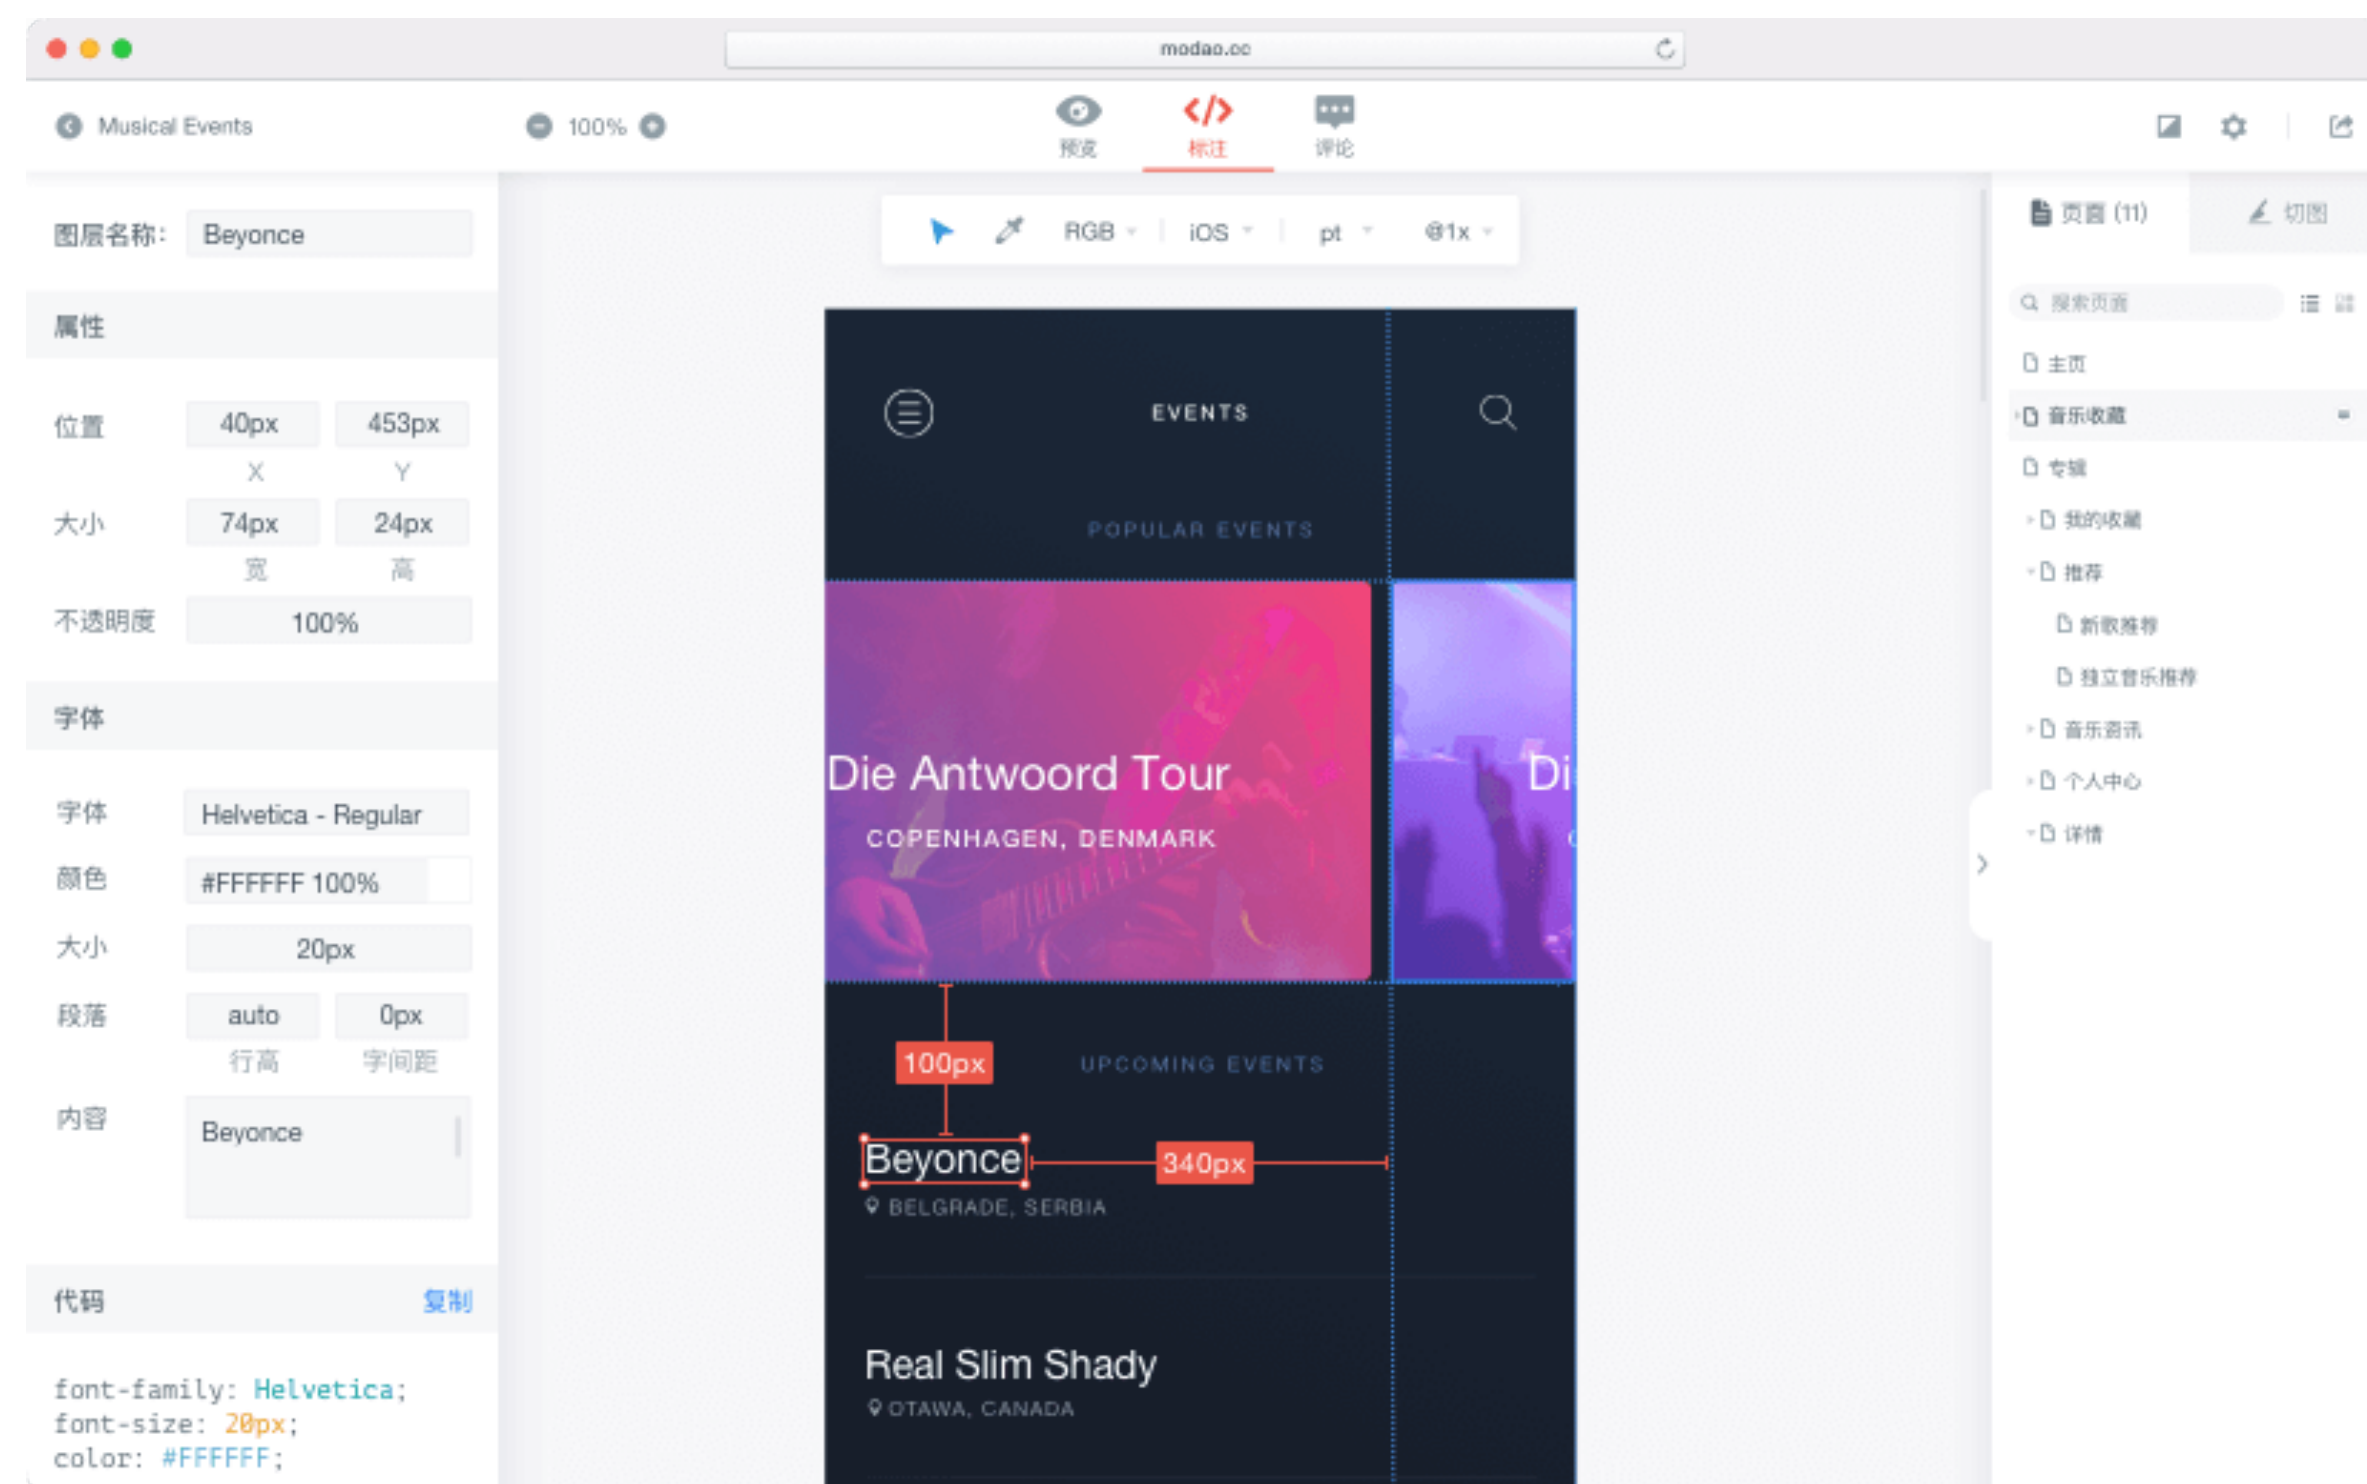 modao.cc
Musical Events
100%
预览
标注
评论
图层名称: Beyonce
属性
位置 40px 453px
X Y
大小 74px 24px
宽 高
不透明度 100%
字体
字体 Helvetica - Regular
颜色 #FFFFFF 100%
大小 20px
段落 auto 0px
行高 字间距
内容 Beyonce
代码 复制
font-family: Helvetica;
font-size: 20px;
color: #FFFFFF;
RGB iOS pt @1x
EVENTS
POPULAR EVENTS
Die Antwoord Tour
COPENHAGEN, DENMARK
Di
100px
UPCOMING EVENTS
Beyonce
340px
BELGRADE, SERBIA
Real Slim Shady
OTAWA, CANADA
页面 (11) 切图
搜索页面
主页
音乐收藏
专辑
我的收藏
推荐
新歌推荐
独立音乐推荐
音乐资讯
个人中心
详情